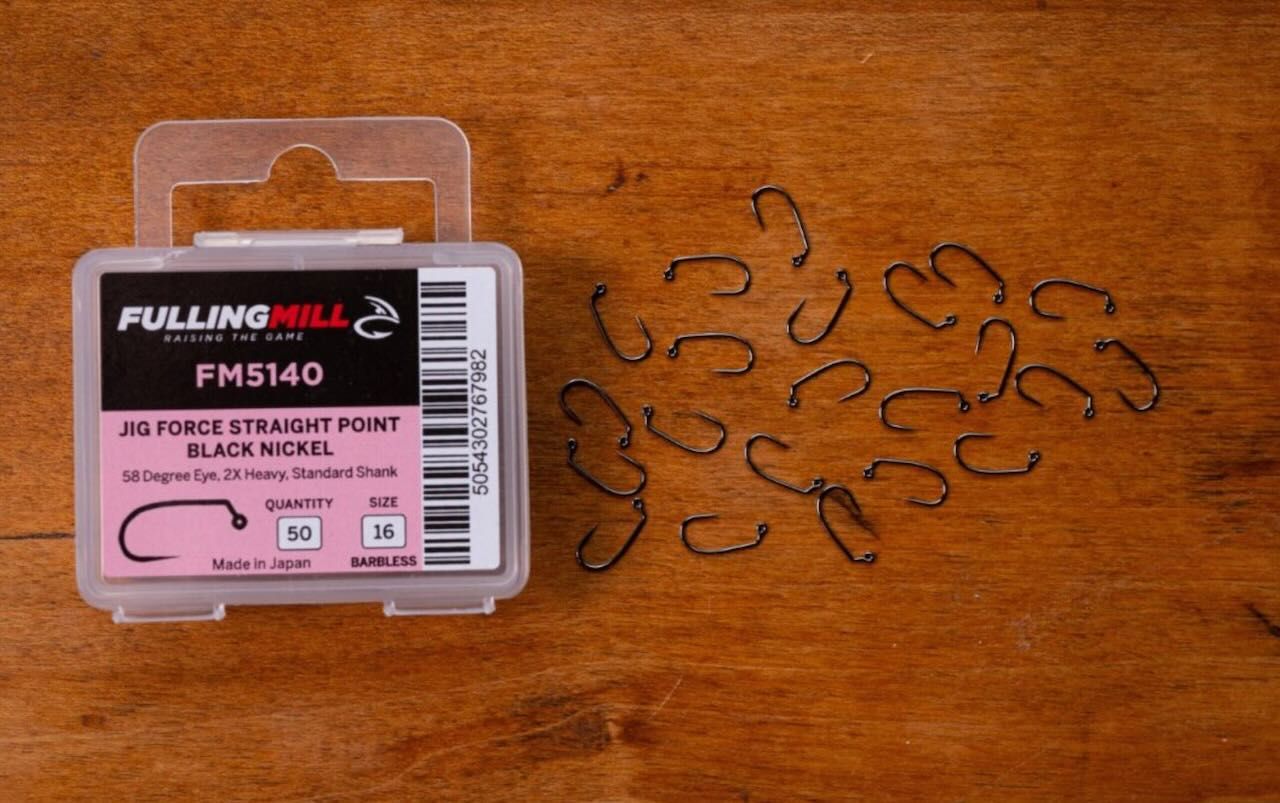 FULLINGMILL
RAISING THE GAME
FM5140
JIG FORCE STRAIGHT POINT
BLACK NICKEL
58 Degree Eye, 2X Heavy, Standard Shank
QUANTITY SIZE
50 16
Made in Japan BARBLESS
5054302767982